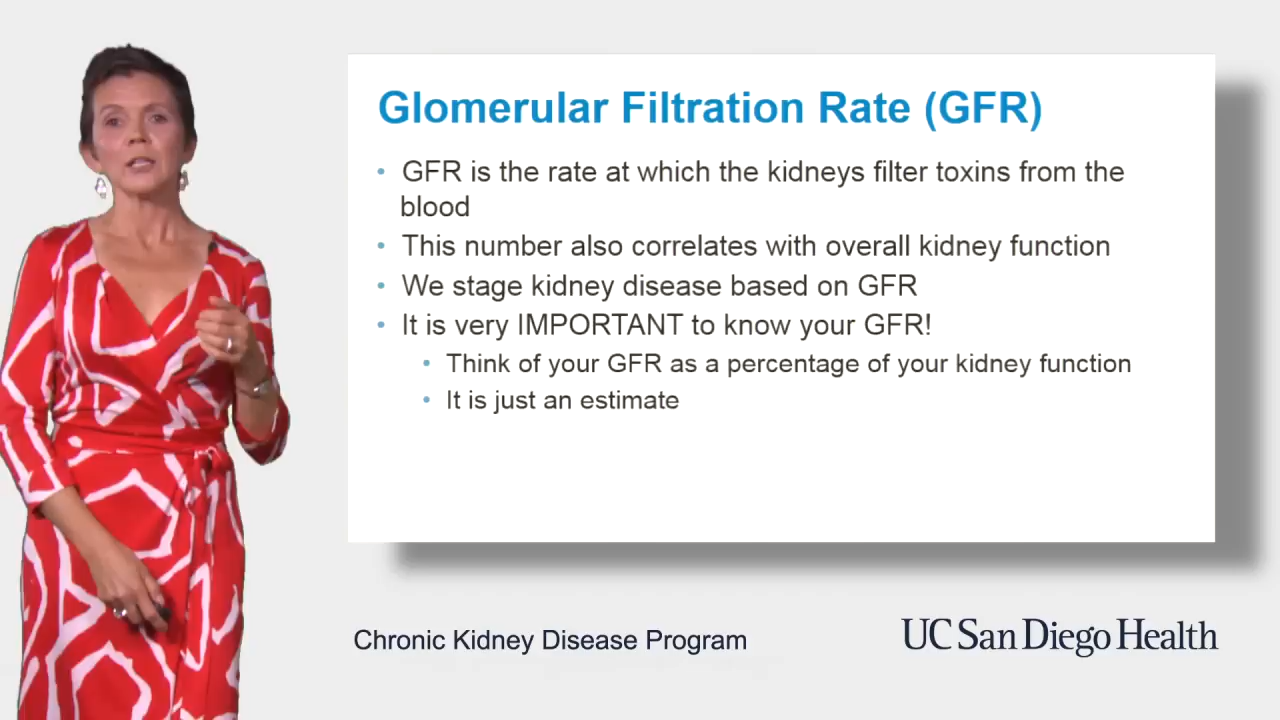 Glomerular Filtration Rate (GFR)
• GFR is the rate at which the kidneys filter toxins from the
blood
• This number also correlates with overall kidney function
• We stage kidney disease based on GFR
• It is very IMPORTANT to know your GFR!
• Think of your GFR as a percentage of your kidney function
• It is just an estimate
Chronic Kidney Disease Program
UC San Diego Health